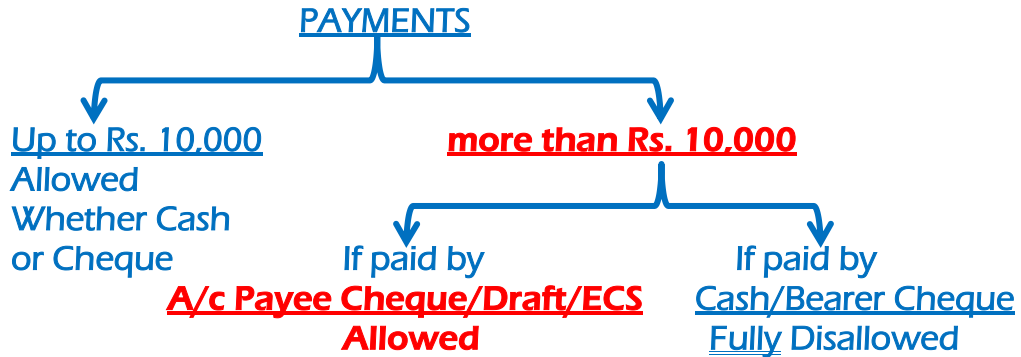 PAYMENTS
Up to Rs. 10,000
Allowed
Whether Cash
or Cheque
more than Rs. 10,000
If paid by
A/c Payee Cheque/Draft/ECS
Allowed
If paid by
Cash/Bearer Cheque
Fully Disallowed